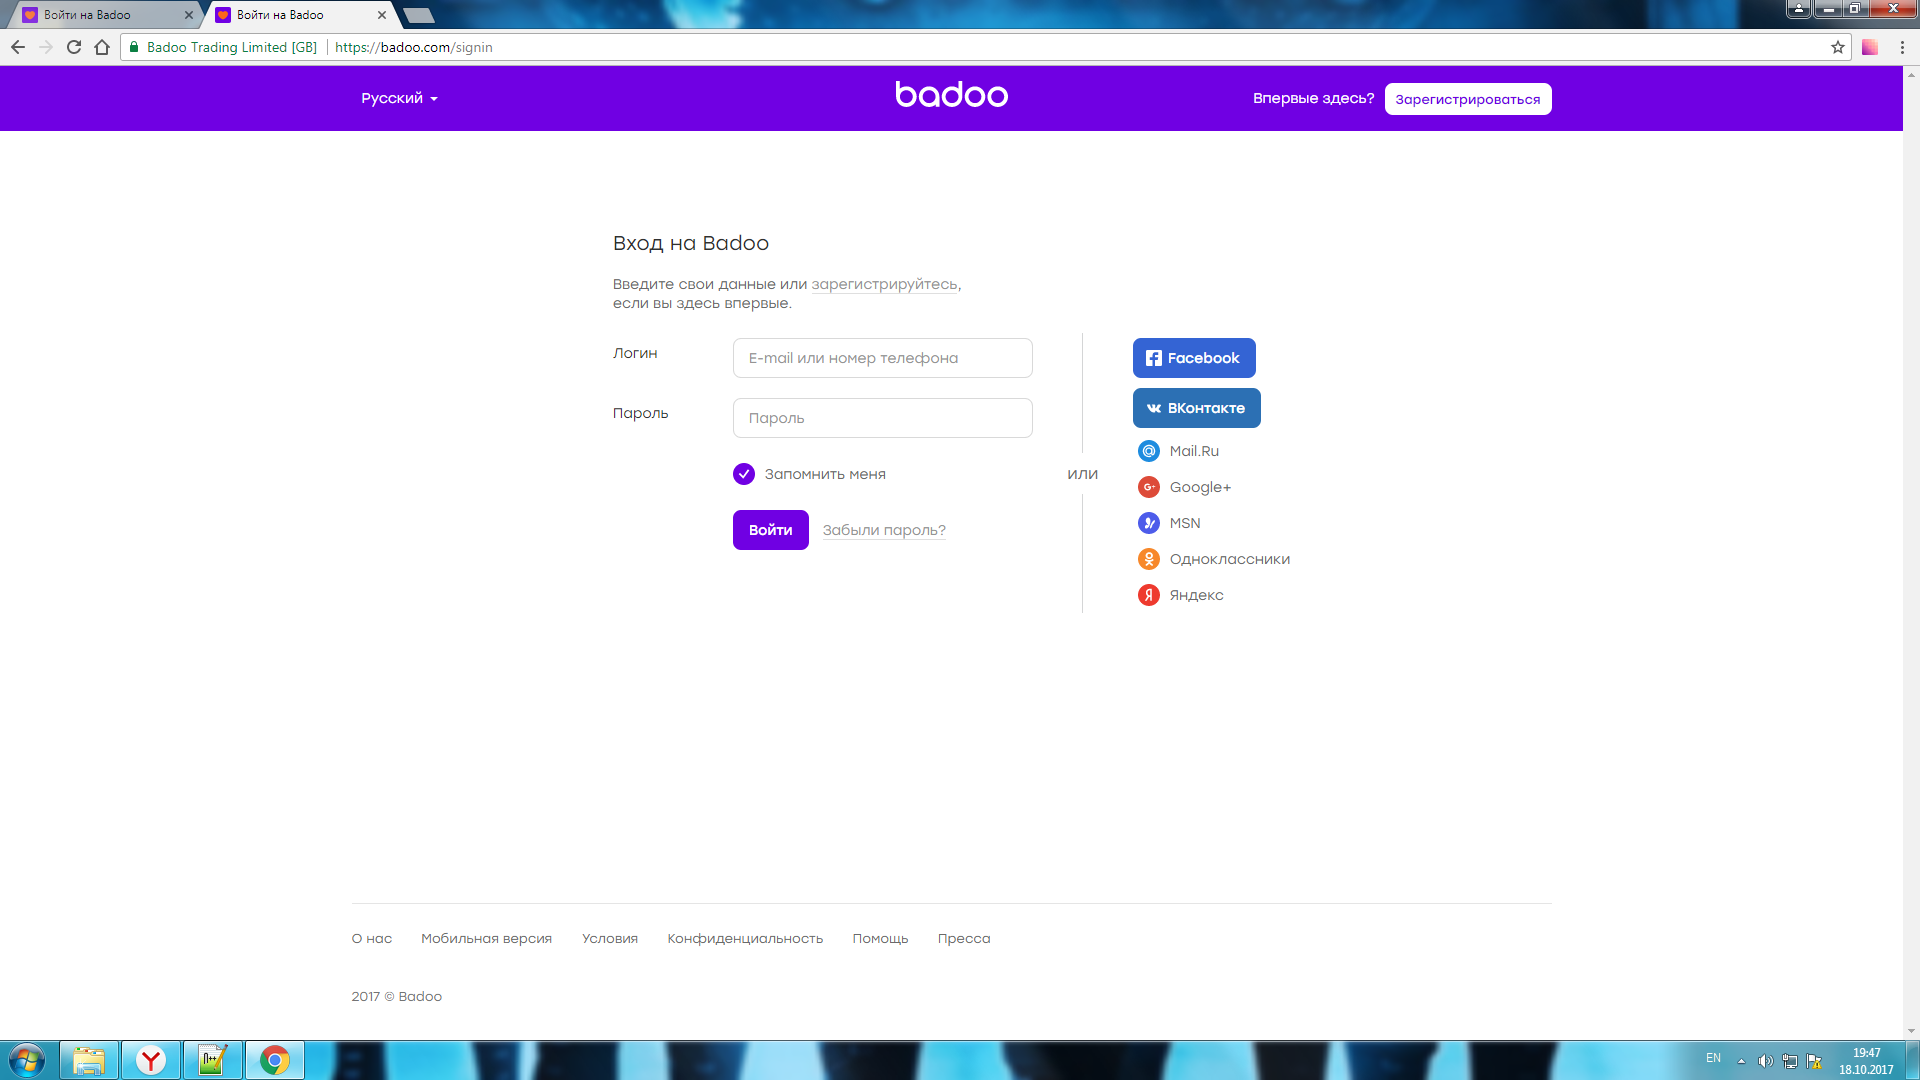 Войти на Badoo
Войти на Badoo
Badoo Trading Limited [GB]
https://badoo.com/signin
Русский
badoo
Впервые здесь?
Зарегистрироваться
Вход на Badoo
Введите свои данные или зарегистрируйтесь,
если вы здесь впервые.
Логин
E-mail или номер телефона
Пароль
Пароль
Запомнить меня
Войти
Забыли пароль?
или
Facebook
ВКонтакте
Mail.Ru
Google+
MSN
Одноклассники
Яндекс
О нас
Мобильная версия
Условия
Конфиденциальность
Помощь
Пресса
2017 © Badoo
EN
19:47
18.10.2017